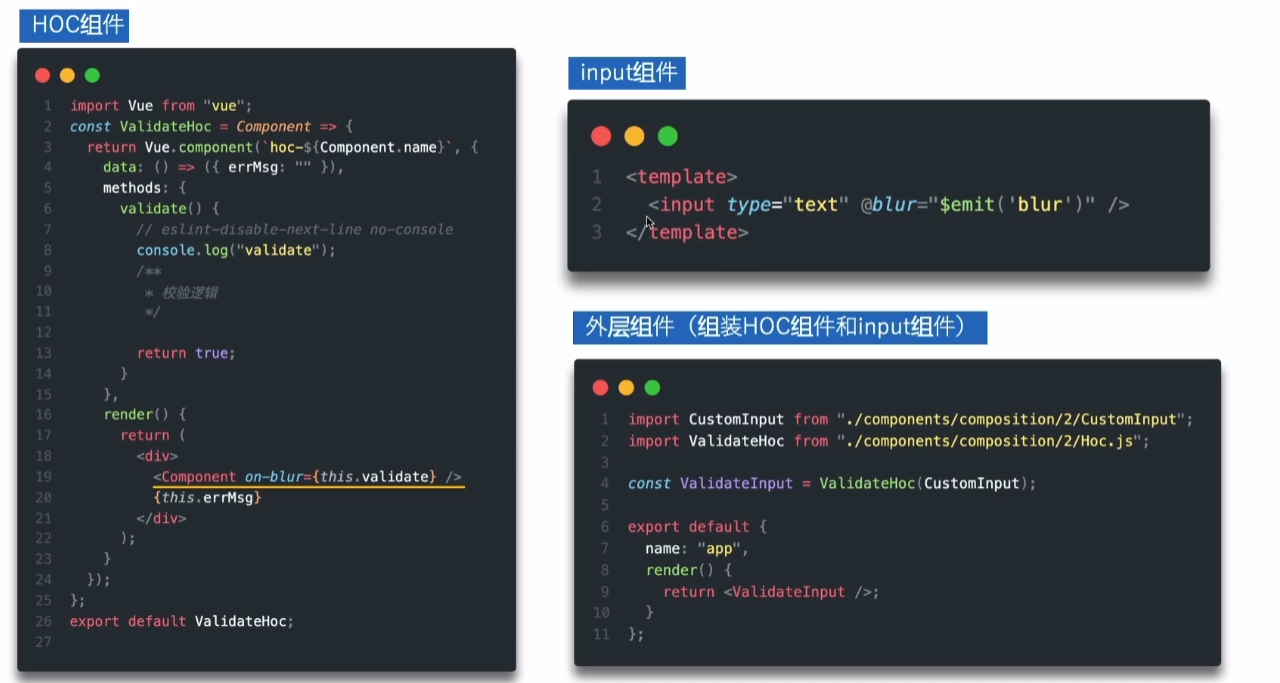 HOC组件
1 import Vue from "vue";
2 const ValidateHoc = Component => {
3   return Vue.component(`hoc-${Component.name}`, {
4     data: () => ({ errMsg: "" }),
5     methods: {
6       validate() {
7         // eslint-disable-next-line no-console
8         console.log("validate");
9         /**
10          * 校验逻辑
11          */
12
13         return true;
14       }
15     },
16     render() {
17       return (
18         <div>
19           <Component on-blur={this.validate} />
20           {this.errMsg}
21         </div>
22       );
23     }
24   });
25 };
26 export default ValidateHoc;
27
input组件
1 <template>
2   <input type="text" @blur="$emit('blur')" />
3 </template>
外层组件（组装HOC组件和input组件）
1 import CustomInput from "./components/composition/2/CustomInput";
2 import ValidateHoc from "./components/composition/2/Hoc.js";
3
4 const ValidateInput = ValidateHoc(CustomInput);
5
6 export default {
7   name: "app",
8   render() {
9     return <ValidateInput />;
10   }
11 };